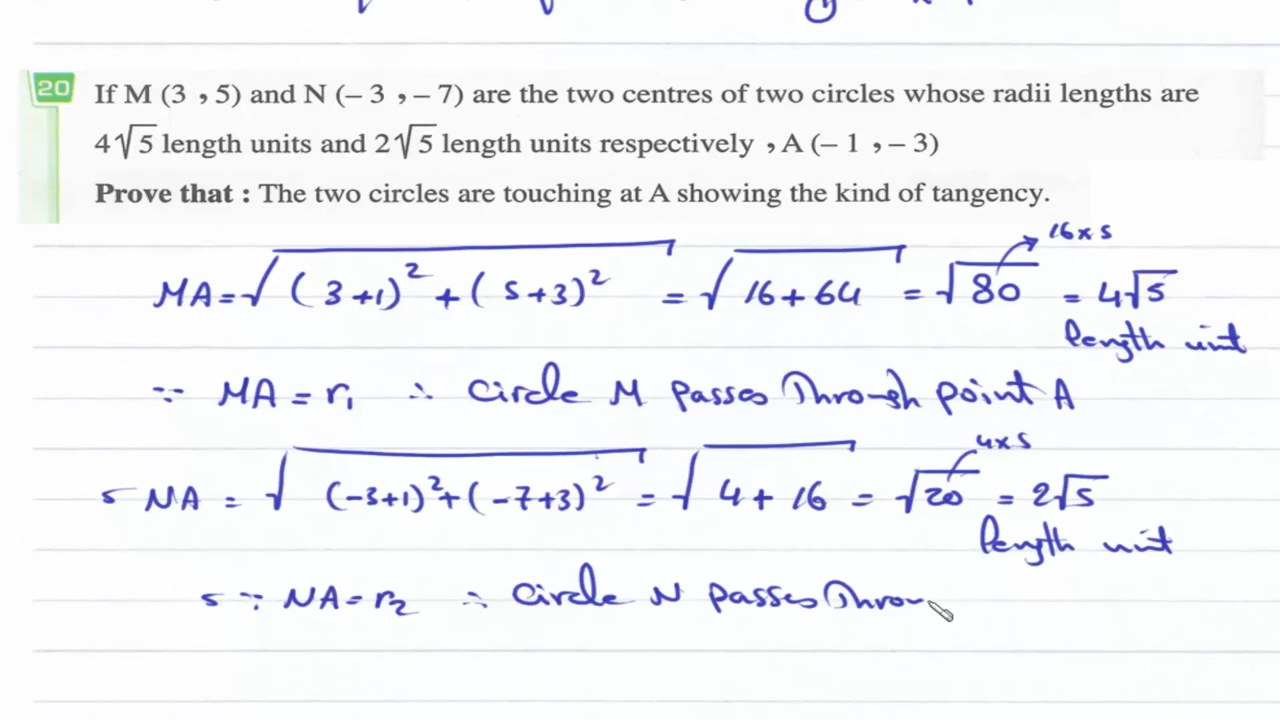 20 If M (3 , 5) and N (– 3 , – 7) are the two centres of two circles whose radii lengths are
4√5 length units and 2√5 length units respectively , A (– 1 , – 3)
Prove that : The two circles are touching at A showing the kind of tangency.
16×5
MA=√((3+1)²+(5+3)²) = √(16+64) = √80 = 4√5
length unit
∵ MA = r₁ ∴ circle M passes through point A
4×5
, NA = √((-3+1)²+(-7+3)²) = √(4+16) = √20 = 2√5
length unit
, ∵ NA=r₂ ∴ circle N passes throu